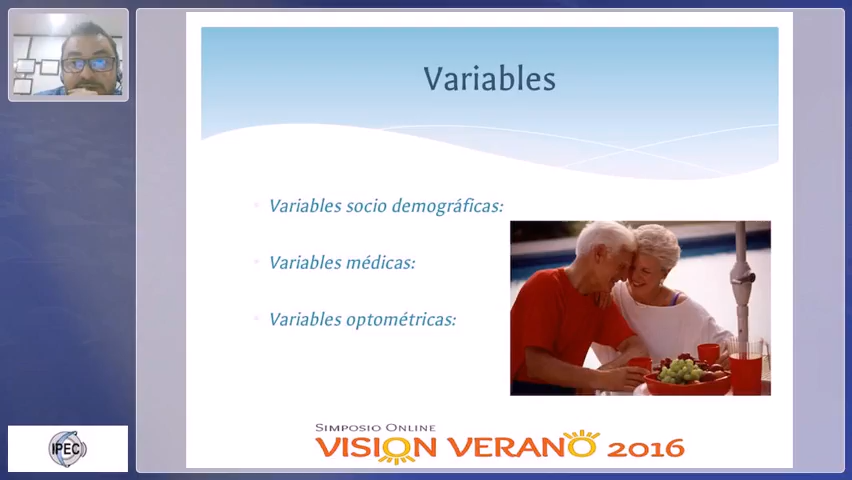 Variables
Variables socio demográficas:
Variables médicas:
Variables optométricas:
SIMPOSIO ONLINE
VISION VERANO 2016
IPEC